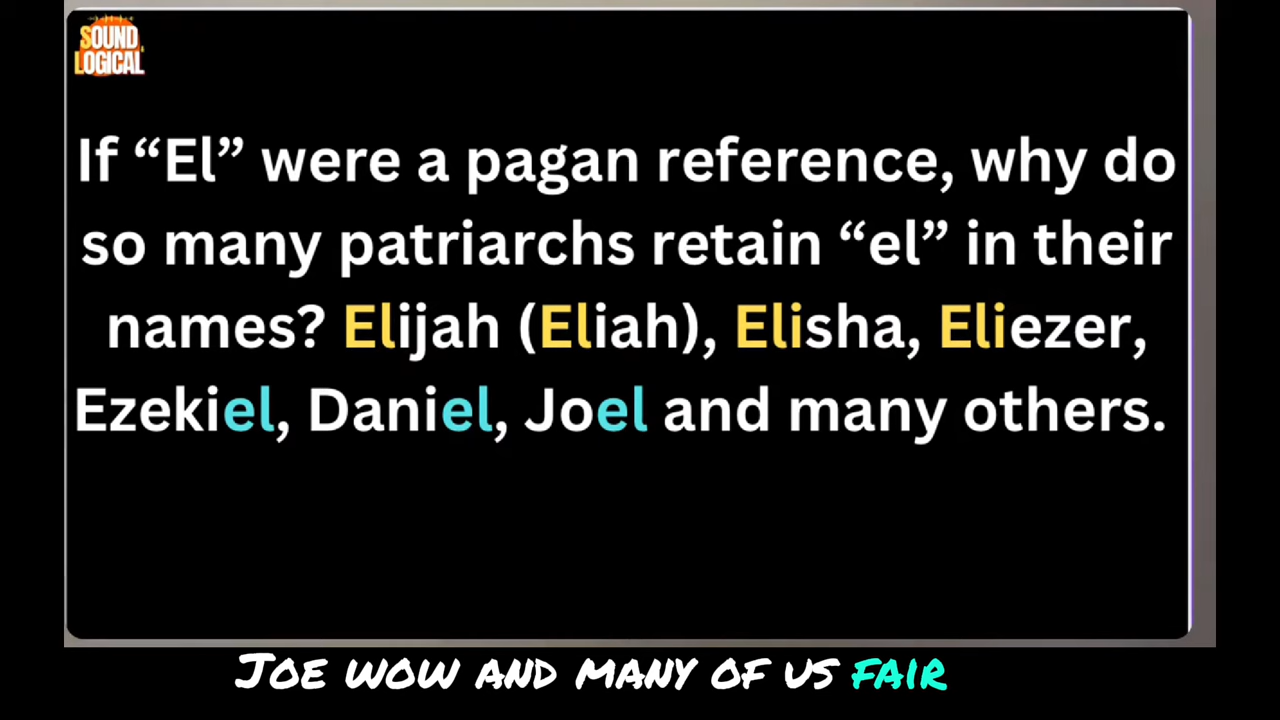 SOUND
LOGICAL
If “El” were a pagan reference, why do
so many patriarchs retain “el” in their
names? Elijah (Eliah), Elisha, Eliezer,
Ezekiel, Daniel, Joel and many others.
JOE WOW AND MANY OF US FAIR